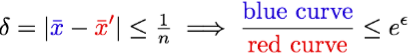 δ = |x̄ − x̄′| ≤ 1/n ⟹ blue curve / red curve ≤ e^ϵ